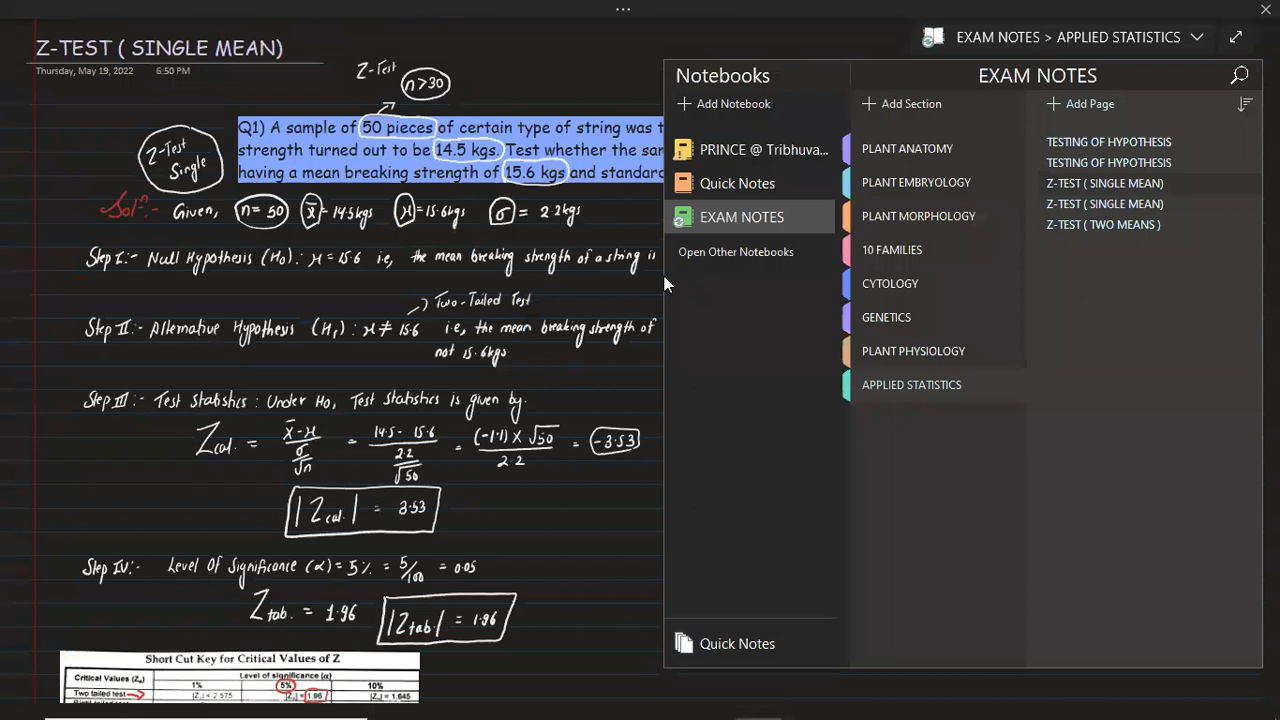 EXAM NOTES > APPLIED STATISTICS
Z-TEST ( SINGLE MEAN)
Thursday, May 19, 2022 6:50 PM
Z-Test
n>30
Z-Test
Single
Q1) A sample of 50 pieces of certain type of string was t
strength turned out to be 14.5 kgs. Test whether the sa
having a mean breaking strength of 15.6 kgs and standar
Sol^n:- Given, n=50 x̄=14.5kgs μ=15.6kgs σ = 2.2kgs
Step I:- Null Hypothesis (H0): μ=15.6 i.e, the mean breaking strength of a string is
Two-Tailed Test
Step II:- Alternative Hypothesis (H1): μ≠15.6 i.e, the mean breaking strength of
not 15.6kgs.
Step III:- Test Statistics: Under H0, Test Statistics is given by.
Zcal. = x̄-μ / σ/√n = 14.5-15.6 / 2.2/√50 = (-1.1)×√50 / 2.2 = -3.53
|Zcal.| = 3.53
Step IV:- Level Of Significance (α)=5% = 5/100 = 0.05
Ztab. = 1.96 |Ztab.| = 1.96
Short Cut Key for Critical Values of Z
Critical Values (Zα) Level of significance (α)
1% 5% 10%
Two tailed test |Zα| = 2.575 |Zα| = 1.96 |Zα| = 1.645
Notebooks
+ Add Notebook
PRINCE @ Tribhuva...
Quick Notes
EXAM NOTES
Open Other Notebooks
Quick Notes
EXAM NOTES
+ Add Section
PLANT ANATOMY
PLANT EMBRYOLOGY
PLANT MORPHOLOGY
10 FAMILIES
CYTOLOGY
GENETICS
PLANT PHYSIOLOGY
APPLIED STATISTICS
+ Add Page
TESTING OF HYPOTHESIS
TESTING OF HYPOTHESIS
Z-TEST ( SINGLE MEAN)
Z-TEST ( SINGLE MEAN)
Z-TEST ( TWO MEANS )